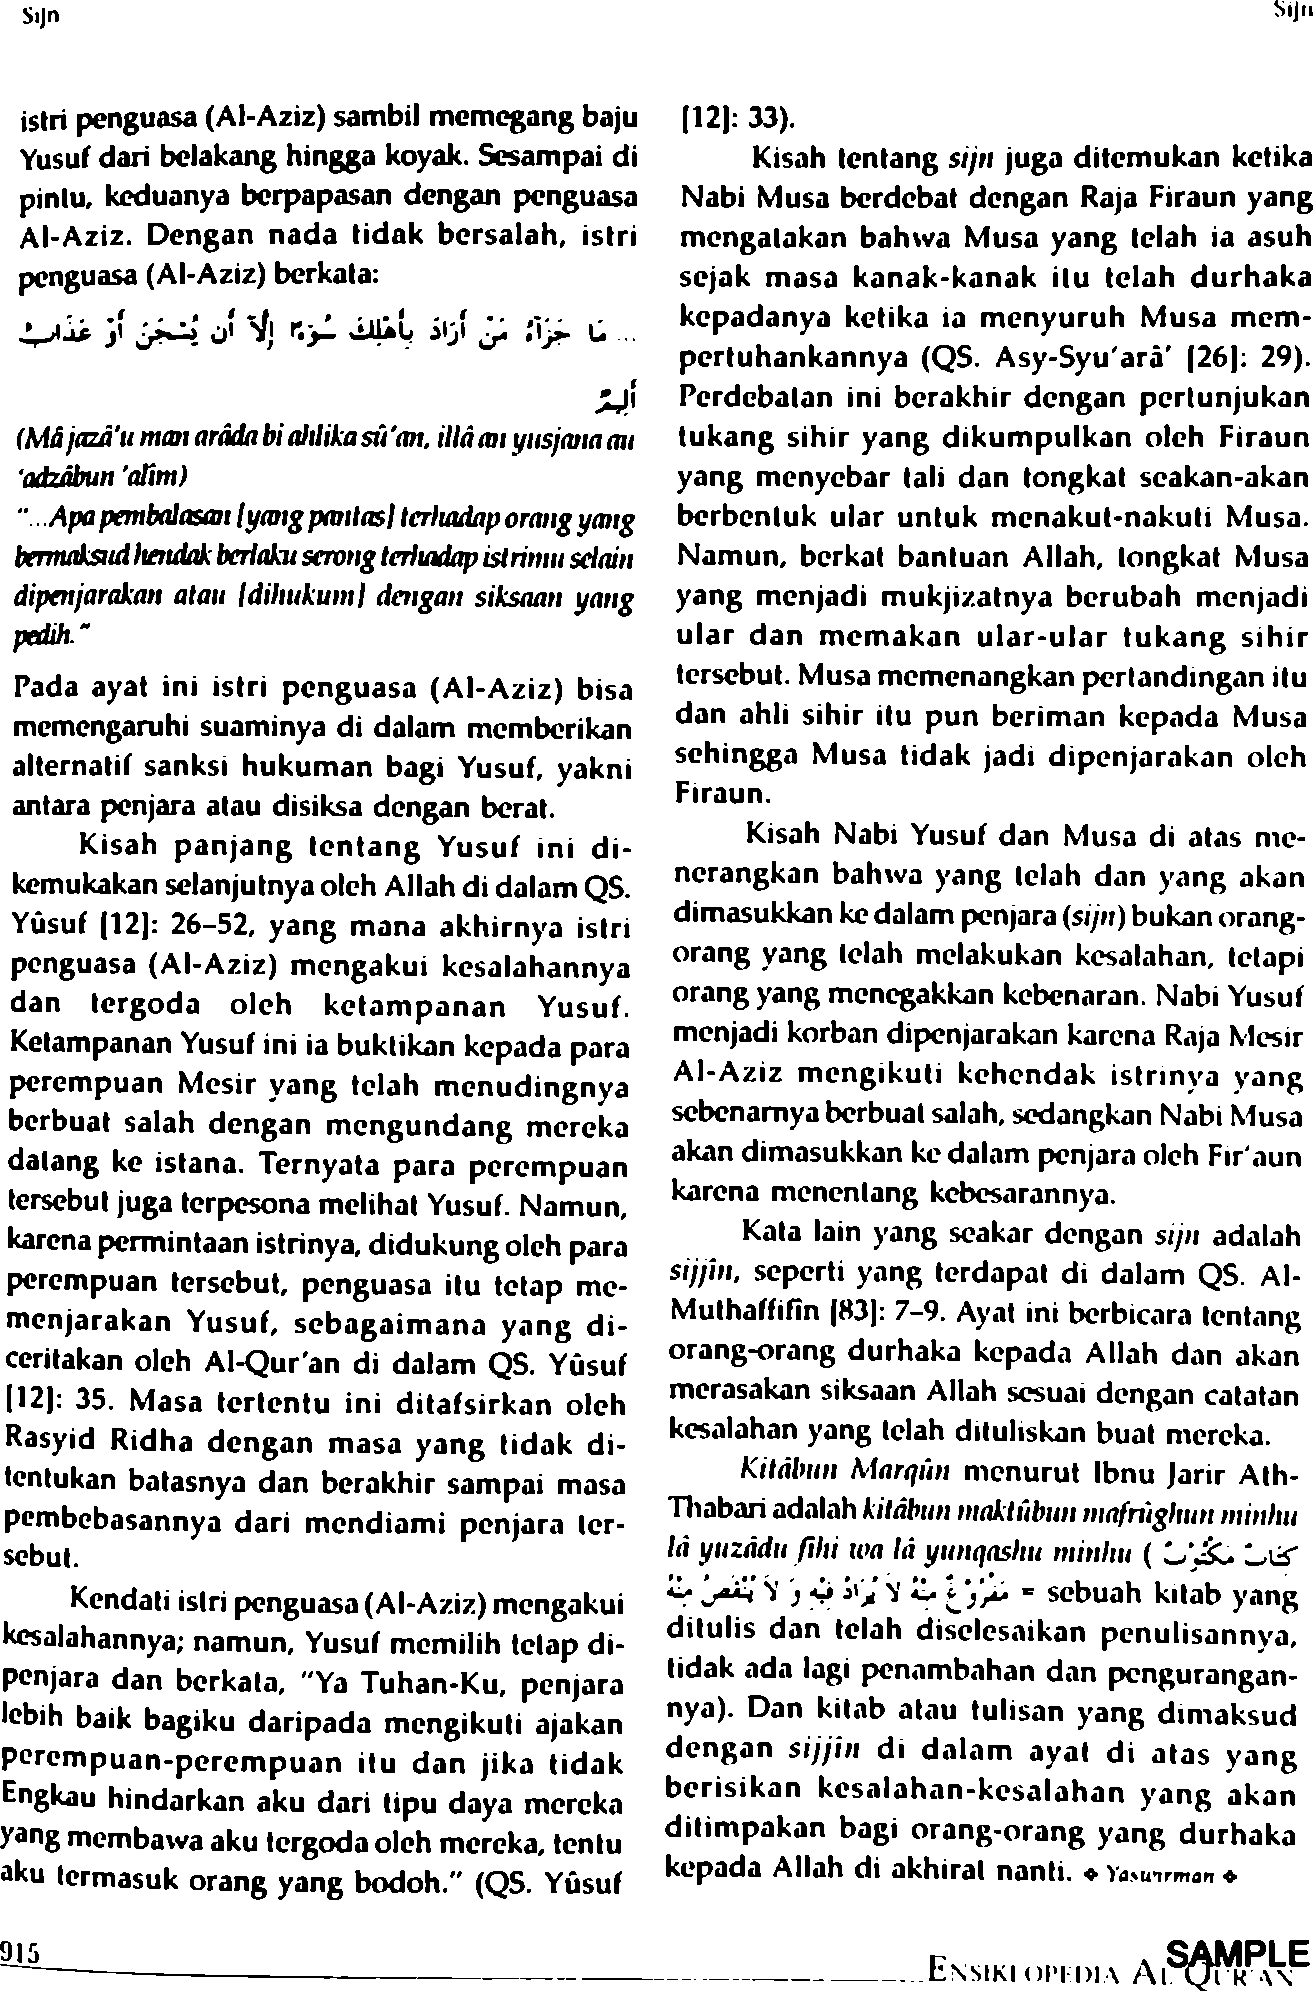 Sijn
Sijn
istri penguasa (Al-Aziz) sambil memegang baju
Yusuf dari belakang hingga koyak. Sesampai di
pintu, keduanya berpapasan dengan penguasa
Al-Aziz. Dengan nada tidak bersalah, istri
penguasa (Al-Aziz) berkata:
... مَا جَزَآءُ مَنْ أَرَادَ بِأَهْلِكَ سُوٓءًا إِلَّآ أَن يُسْجَنَ أَوْ عَذَابٌ
أَلِيمٌ
(Mâ jazâ'u man arâda bi ahlika sû'an, illâ an yusjana au
'adzâbun 'alîm)
"...Apa pembalasan [yang pantas] terhadap orang yang
bermaksud hendak berlaku serong terhadap istrimu selain
dipenjarakan atau [dihukum] dengan siksaan yang
pedih."
Pada ayat ini istri penguasa (Al-Aziz) bisa
memengaruhi suaminya di dalam memberikan
alternatif sanksi hukuman bagi Yusuf, yakni
antara penjara atau disiksa dengan berat.
Kisah panjang tentang Yusuf ini di-
kemukakan selanjutnya oleh Allah di dalam QS.
Yûsuf [12]: 26–52, yang mana akhirnya istri
penguasa (Al-Aziz) mengakui kesalahannya
dan tergoda oleh ketampanan Yusuf.
Ketampanan Yusuf ini ia buktikan kepada para
perempuan Mesir yang telah menudingnya
berbuat salah dengan mengundang mereka
datang ke istana. Ternyata para perempuan
tersebut juga terpesona melihat Yusuf. Namun,
karena permintaan istrinya, didukung oleh para
perempuan tersebut, penguasa itu tetap me-
menjarakan Yusuf, sebagaimana yang di-
ceritakan oleh Al-Qur'an di dalam QS. Yûsuf
[12]: 35. Masa tertentu ini ditafsirkan oleh
Rasyid Ridha dengan masa yang tidak di-
tentukan batasnya dan berakhir sampai masa
pembebasannya dari mendiami penjara ter-
sebut.
Kendati istri penguasa (Al-Aziz) mengakui
kesalahannya; namun, Yusuf memilih tetap di-
penjara dan berkata, "Ya Tuhan-Ku, penjara
lebih baik bagiku daripada mengikuti ajakan
perempuan-perempuan itu dan jika tidak
Engkau hindarkan aku dari tipu daya mereka
yang membawa aku tergoda oleh mereka, tentu
aku termasuk orang yang bodoh." (QS. Yûsuf
[12]: 33).
Kisah tentang sijn juga ditemukan ketika
Nabi Musa berdebat dengan Raja Firaun yang
mengatakan bahwa Musa yang telah ia asuh
sejak masa kanak-kanak itu telah durhaka
kepadanya ketika ia menyuruh Musa mem-
pertuhankannya (QS. Asy-Syu'arâ' [26]: 29).
Perdebatan ini berakhir dengan pertunjukan
tukang sihir yang dikumpulkan oleh Firaun
yang menyebar tali dan tongkat seakan-akan
berbentuk ular untuk menakut-nakuti Musa.
Namun, berkat bantuan Allah, tongkat Musa
yang menjadi mukjizatnya berubah menjadi
ular dan memakan ular-ular tukang sihir
tersebut. Musa memenangkan pertandingan itu
dan ahli sihir itu pun beriman kepada Musa
sehingga Musa tidak jadi dipenjarakan oleh
Firaun.
Kisah Nabi Yusuf dan Musa di atas me-
nerangkan bahwa yang telah dan yang akan
dimasukkan ke dalam penjara (sijn) bukan orang-
orang yang telah melakukan kesalahan, tetapi
orang yang menegakkan kebenaran. Nabi Yusuf
menjadi korban dipenjarakan karena Raja Mesir
Al-Aziz mengikuti kehendak istrinya yang
sebenarnya berbuat salah, sedangkan Nabi Musa
akan dimasukkan ke dalam penjara oleh Fir'aun
karena menentang kebesarannya.
Kata lain yang seakar dengan sijn adalah
sijjîn, seperti yang terdapat di dalam QS. Al-
Muthaffifîn [83]: 7–9. Ayat ini berbicara tentang
orang-orang durhaka kepada Allah dan akan
merasakan siksaan Allah sesuai dengan catatan
kesalahan yang telah dituliskan buat mereka.
Kitâbun Marqûn menurut Ibnu Jarir Ath-
Thabari adalah kitâbun maktûbun mafrûghun minhu
lâ yuzâdu fîhi wa lâ yunqashu minhu ( كِتَابٌ مَكْتُوْبٌ
مَفْرُوْغٌ مِنْهُ لَا يُزَادُ فِيْهِ وَ لَا يُنْقَصُ مِنْهُ = sebuah kitab yang
ditulis dan telah diselesaikan penulisannya,
tidak ada lagi penambahan dan pengurangan-
nya). Dan kitab atau tulisan yang dimaksud
dengan sijjîn di dalam ayat di atas yang
berisikan kesalahan-kesalahan yang akan
ditimpakan bagi orang-orang yang durhaka
kepada Allah di akhirat nanti. ❖ Yasunrman ❖
915
ENSIKLOPEDIA AL QUR'AN
SAMPLE